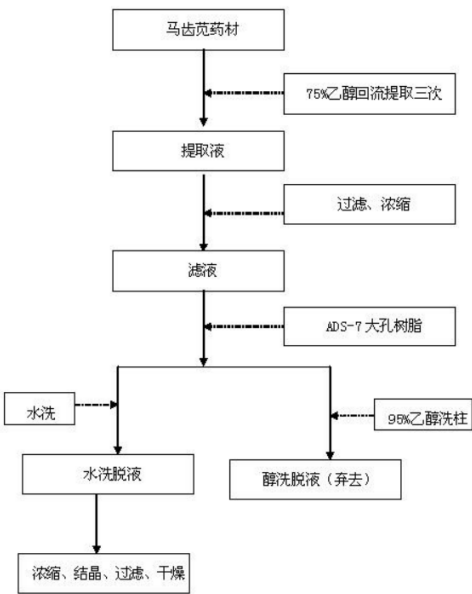 马齿苋药材
75%乙醇回流提取三次
提取液
过滤、浓缩
滤液
ADS-7大孔树脂
水洗
95%乙醇洗柱
水洗脱液
醇洗脱液（弃去）
浓缩、结晶、过滤、干燥